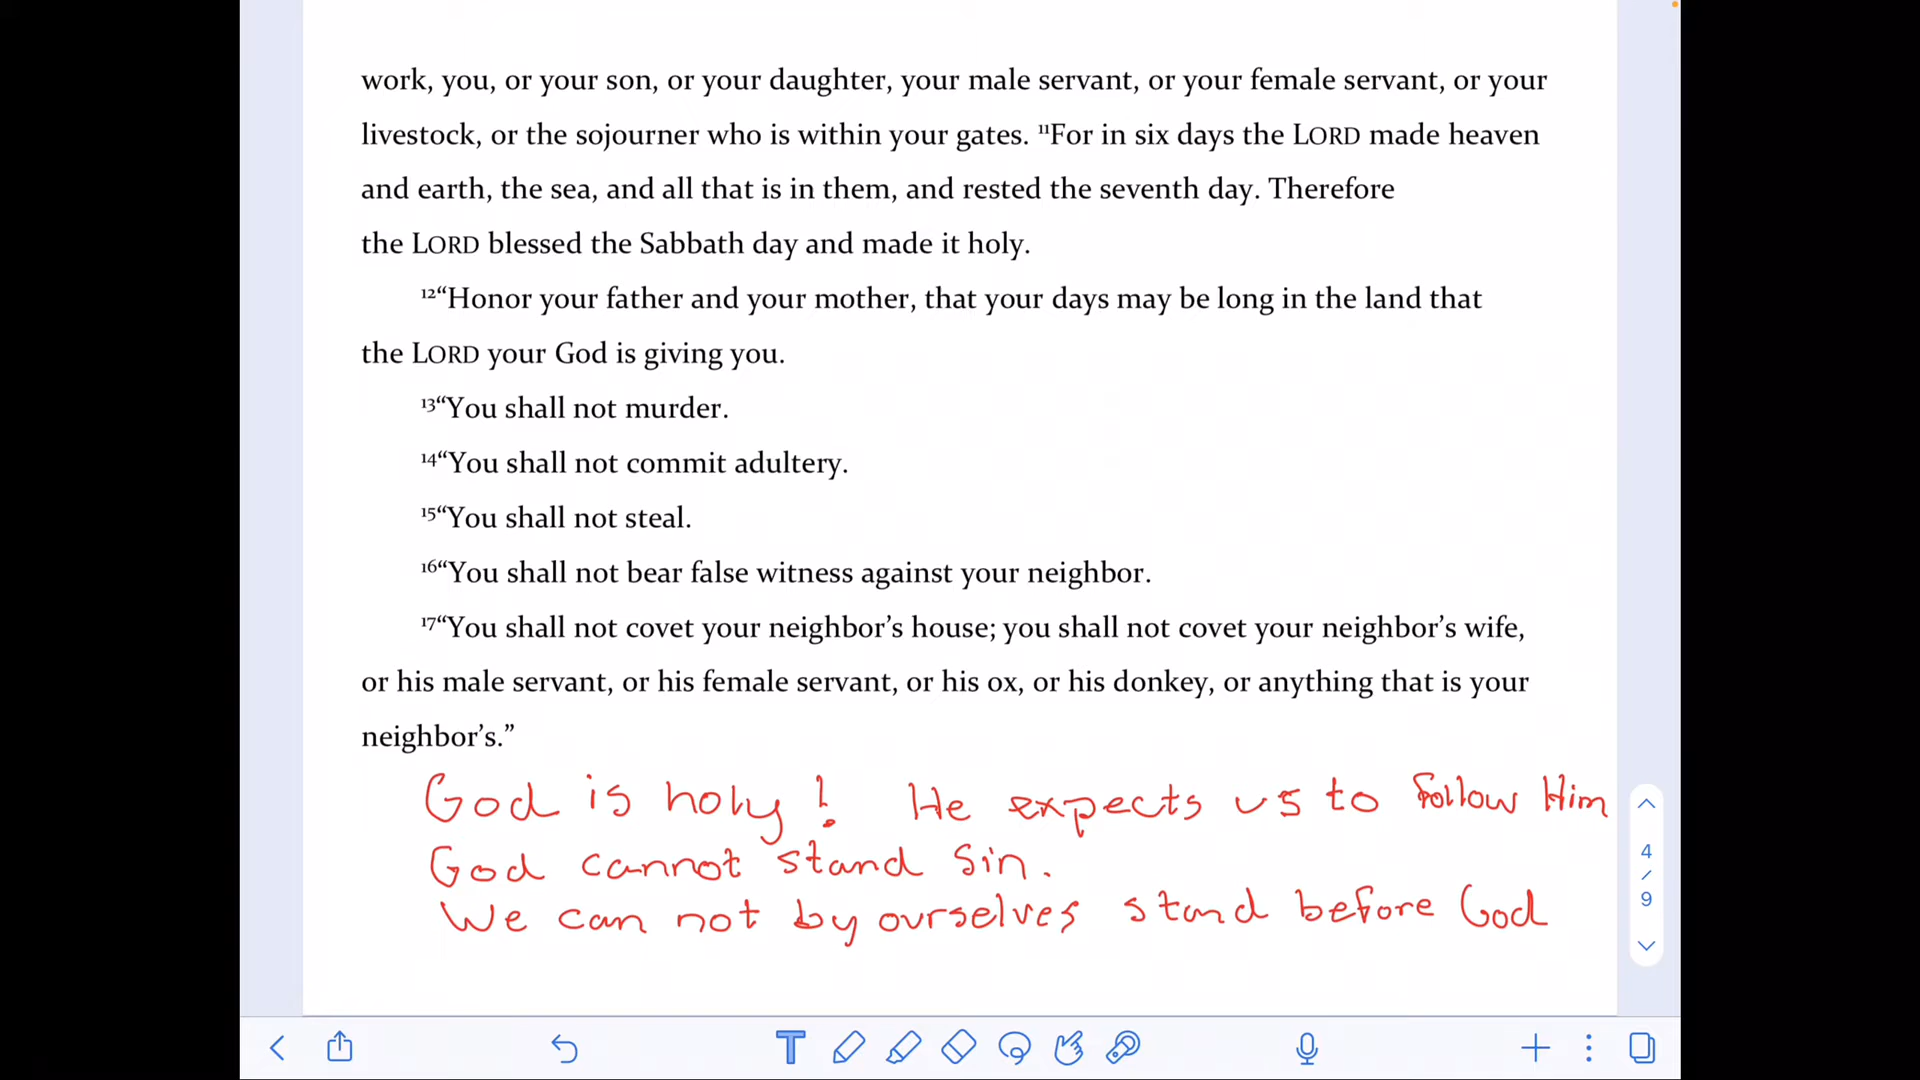 work, you, or your son, or your daughter, your male servant, or your female servant, or your
livestock, or the sojourner who is within your gates. ¹¹For in six days the LORD made heaven
and earth, the sea, and all that is in them, and rested the seventh day. Therefore
the LORD blessed the Sabbath day and made it holy.
¹²“Honor your father and your mother, that your days may be long in the land that
the LORD your God is giving you.
¹³“You shall not murder.
¹⁴“You shall not commit adultery.
¹⁵“You shall not steal.
¹⁶“You shall not bear false witness against your neighbor.
¹⁷“You shall not covet your neighbor’s house; you shall not covet your neighbor’s wife,
or his male servant, or his female servant, or his ox, or his donkey, or anything that is your
neighbor’s.”
God is holy! He expects us to follow Him
God cannot stand Sin.
We can not by ourselves stand before God
4
/
9
T